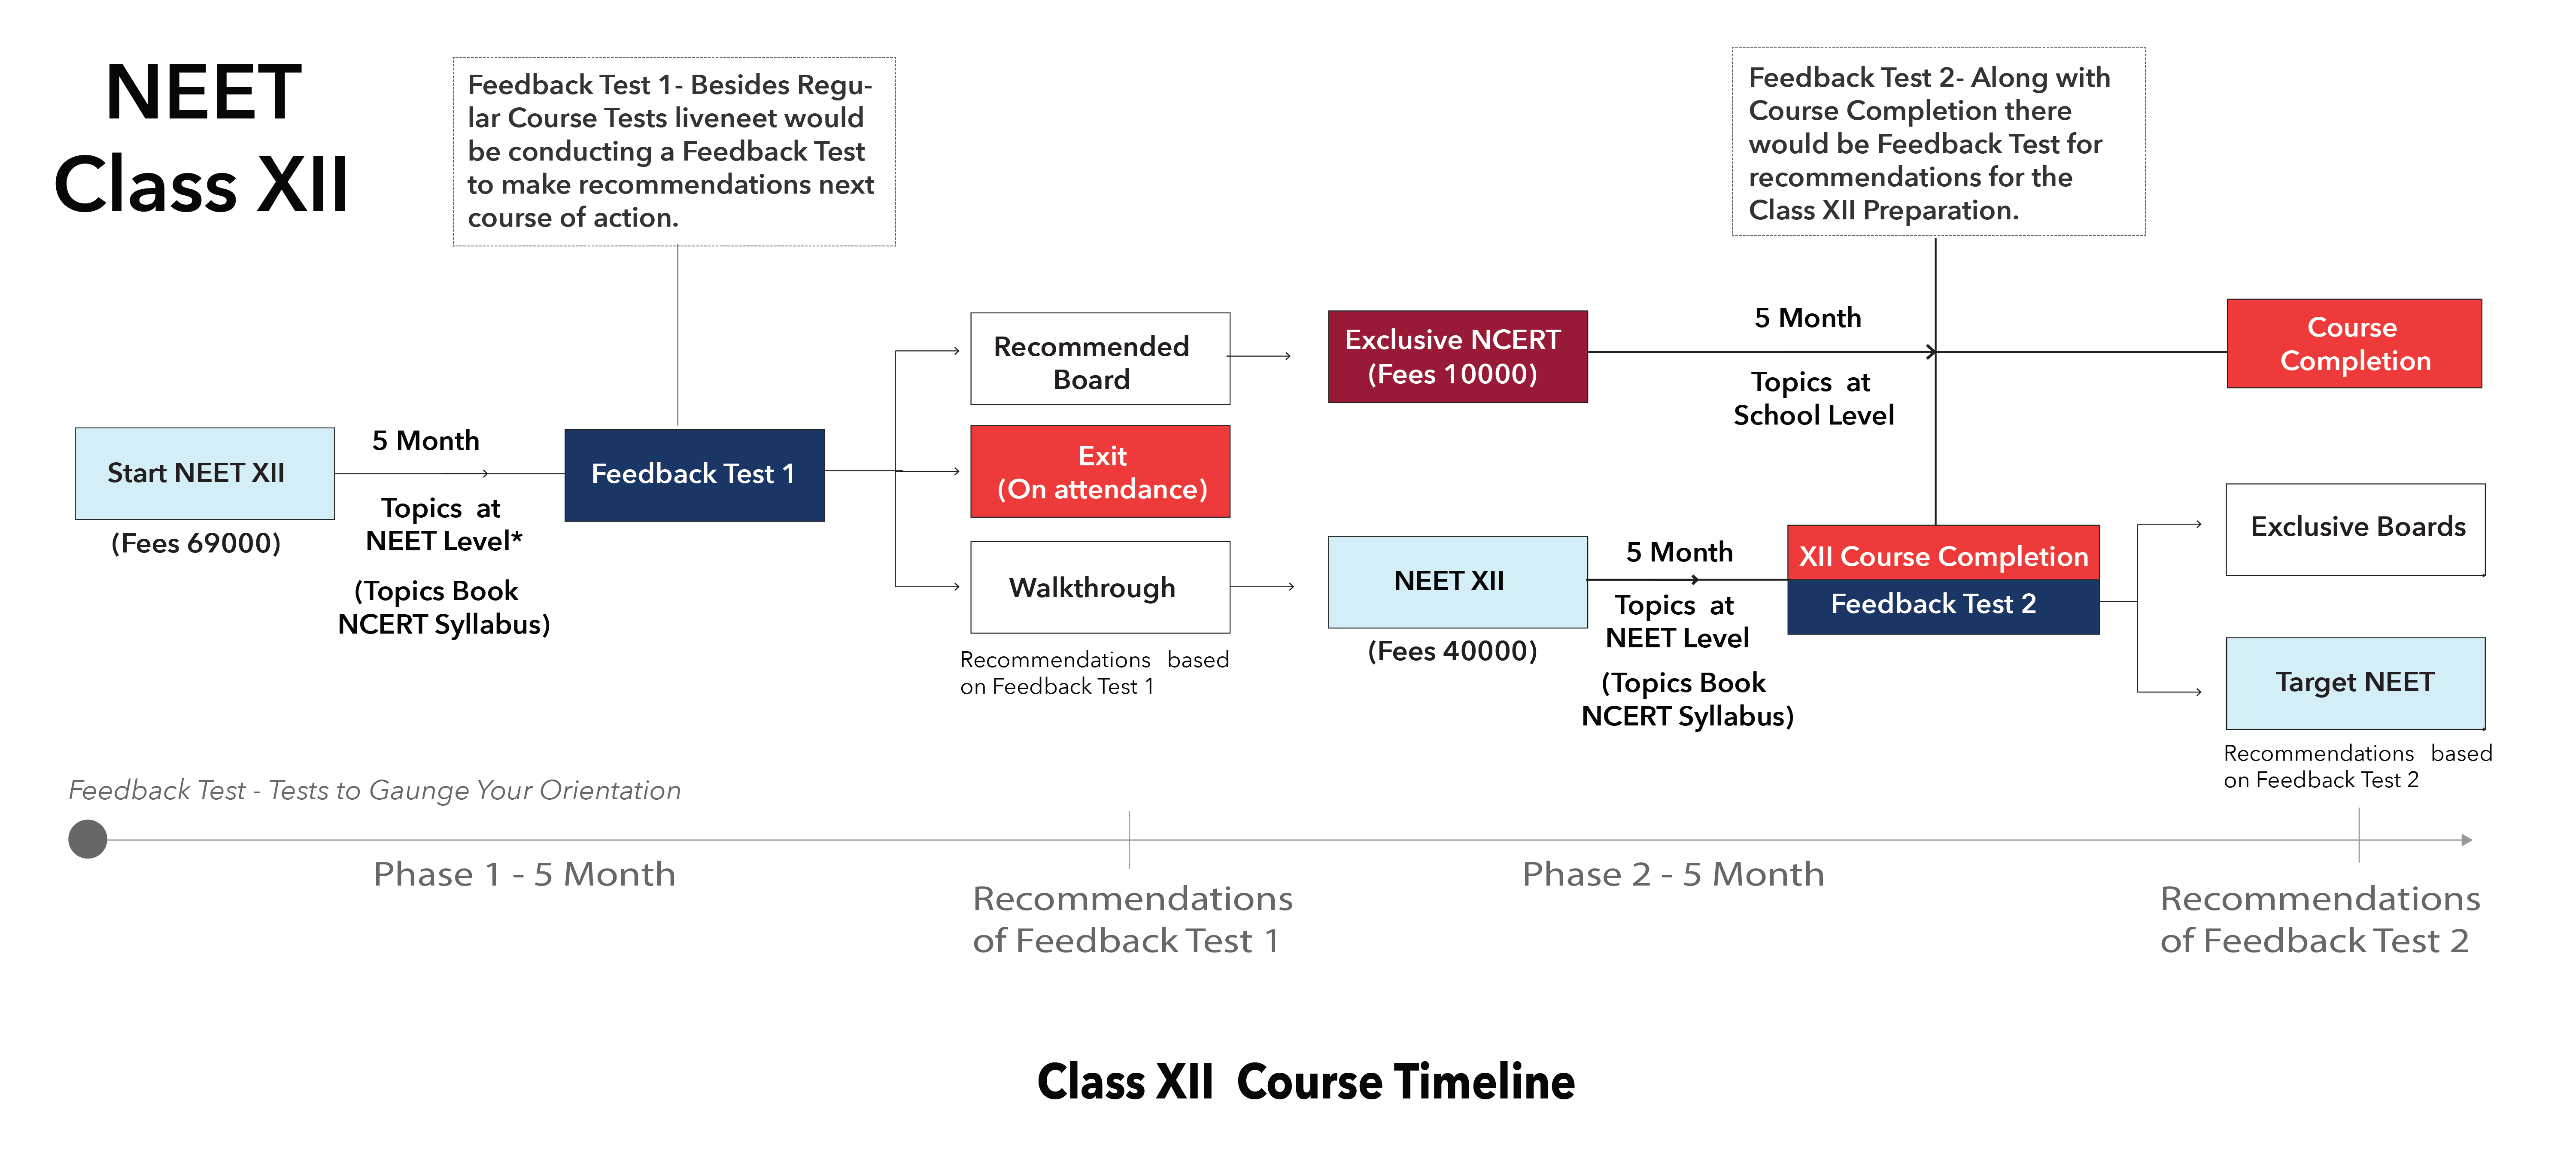 NEET
Class XII
Feedback Test 1- Besides Regu-
lar Course Tests liveneet would
be conducting a Feedback Test
to make recommendations next
course of action.
Feedback Test 2- Along with
Course Completion there
would be Feedback Test for
recommendations for the
Class XII Preparation.
Start NEET XII
(Fees 69000)
5 Month
Topics at
NEET Level*
(Topics Book
NCERT Syllabus)
Feedback Test 1
Recommended
Board
Exit
(On attendance)
Walkthrough
Recommendations based
on Feedback Test 1
Exclusive NCERT
(Fees 10000)
5 Month
Topics at
School Level
Course
Completion
NEET XII
(Fees 40000)
5 Month
Topics at
NEET Level
(Topics Book
NCERT Syllabus)
XII Course Completion
Feedback Test 2
Exclusive Boards
Target NEET
Recommendations based
on Feedback Test 2
Feedback Test - Tests to Gaunge Your Orientation
Phase 1 - 5 Month
Recommendations
of Feedback Test 1
Phase 2 - 5 Month
Recommendations
of Feedback Test 2
Class XII Course Timeline